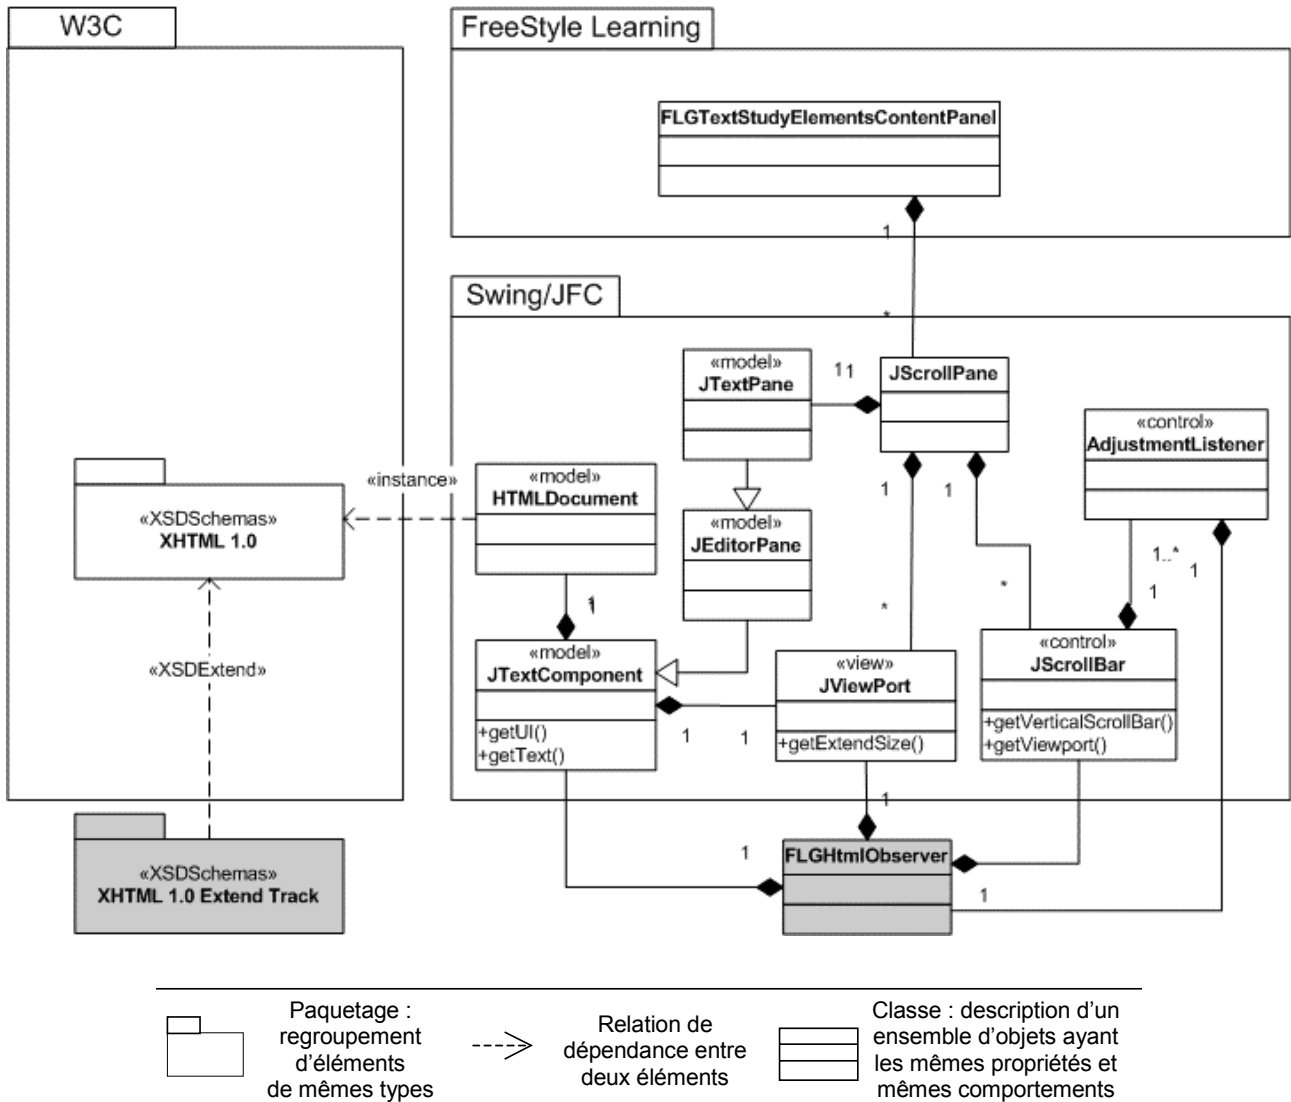 W3C
FreeStyle Learning
FLGTextStudyElementsContentPanel
1
*
Swing/JFC
«model»
JTextPane
1
1
JScrollPane
«control»
AdjustmentListener
«instance»
«model»
HTMLDocument
1
1
«XSDSchemas»
XHTML 1.0
«model»
JEditorPane
1..*
1
1
*
*
1
«XSDExtend»
«model»
JTextComponent
+getUI()
+getText()
1
1
«view»
JViewPort
+getExtendSize()
«control»
JScrollBar
+getVerticalScrollBar()
+getViewport()
1
1
FLGHtmlObserver
1
«XSDSchemas»
XHTML 1.0 Extend Track
Paquetage :
regroupement
d'éléments
de mêmes types
Relation de
dépendance entre
deux éléments
Classe : description d'un
ensemble d'objets ayant
les mêmes propriétés et
mêmes comportements